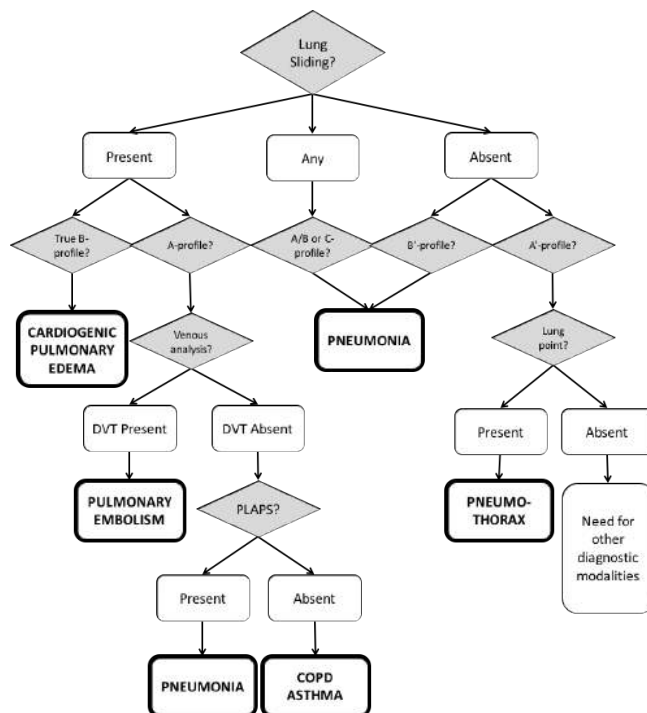 Lung
Sliding?
Present
Any
Absent
True B-
profile?
A-profile?
A/B or C-
profile?
B'-profile?
A'-profile?
CARDIOGENIC
PULMONARY
EDEMA
Venous
analysis?
PNEUMONIA
Lung
point?
DVT Present
DVT Absent
Present
Absent
PULMONARY
EMBOLISM
PLAPS?
PNEUMO-
THORAX
Need for
other
diagnostic
modalities
Present
Absent
PNEUMONIA
COPD
ASTHMA